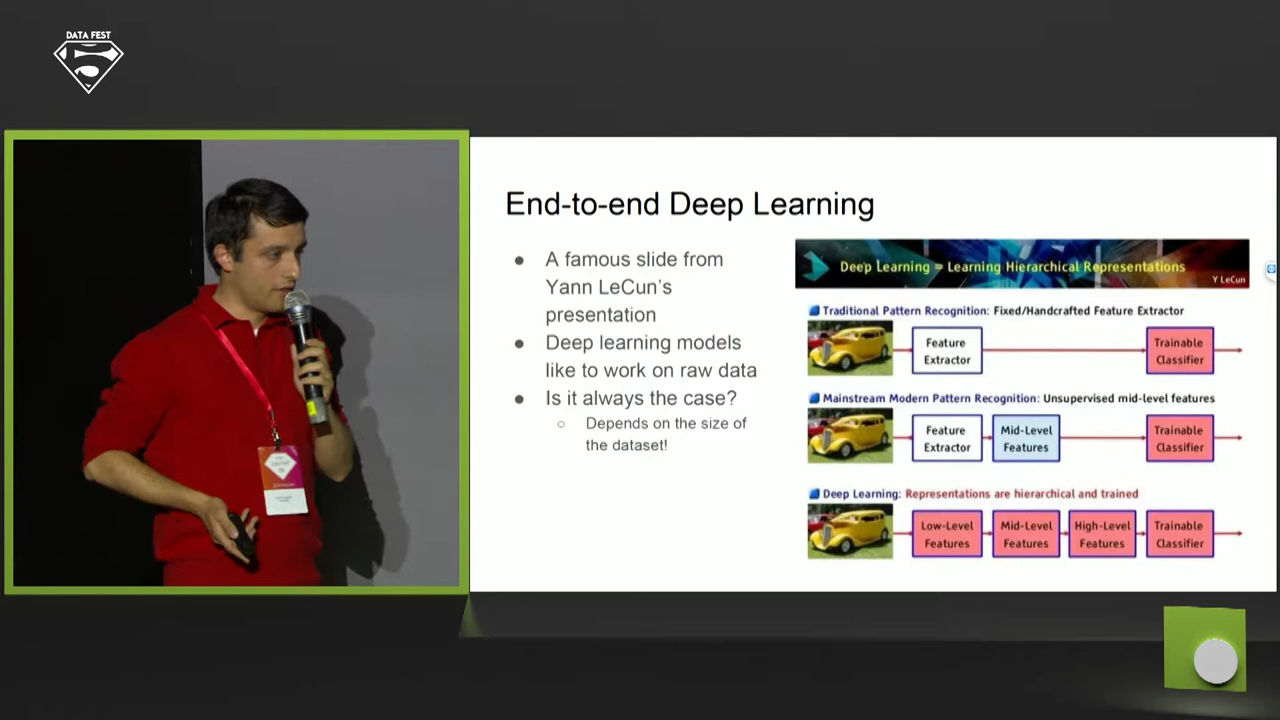 DATA FEST
End-to-end Deep Learning
● A famous slide from
Yann LeCun's
presentation
● Deep learning models
like to work on raw data
● Is it always the case?
○ Depends on the size of
the dataset!
Deep Learning = Learning Hierarchical Representations
Y LeCun
Traditional Pattern Recognition: Fixed/Handcrafted Feature Extractor
Feature
Extractor
Trainable
Classifier
Mainstream Modern Pattern Recognition: Unsupervised mid-level features
Feature
Extractor
Mid-Level
Features
Trainable
Classifier
Deep Learning: Representations are hierarchical and trained
Low-Level
Features
Mid-Level
Features
High-Level
Features
Trainable
Classifier